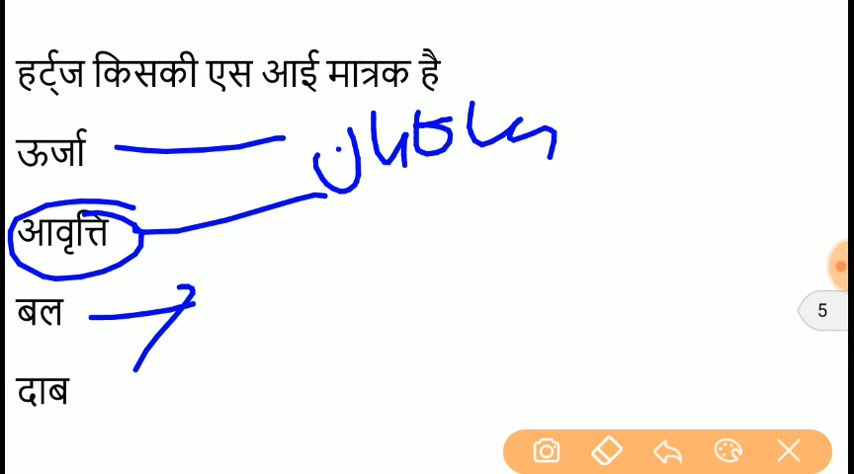 हर्ट्ज किसकी एस आई मात्रक है
ऊर्जा
आवृत्ति
बल
दाब
5